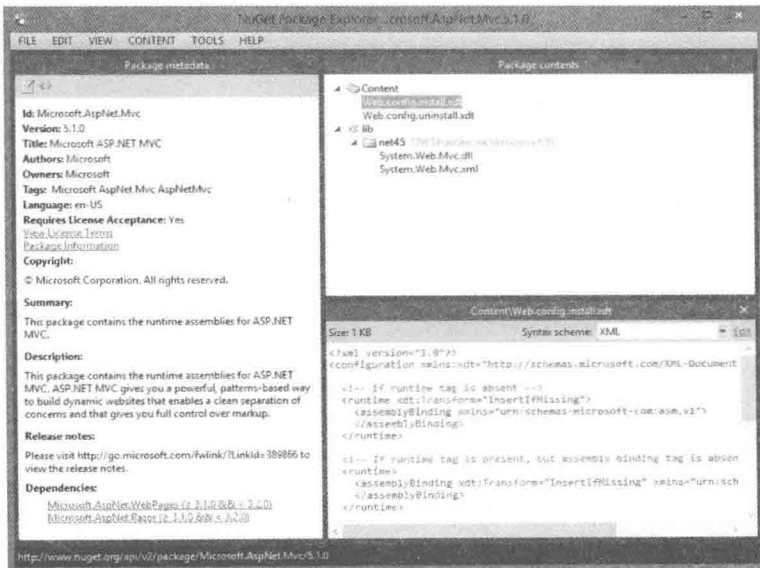 NuGet Package Explorer...crosoft.AspNet.Mvc.5.1.0
FILE EDIT VIEW CONTENT TOOLS HELP
Package metadata
Id: Microsoft.AspNet.Mvc
Version: 5.1.0
Title: Microsoft ASP.NET MVC
Authors: Microsoft
Owners: Microsoft
Tags: Microsoft AspNet Mvc AspNetMvc
Language: en-US
Requires License Acceptance: Yes
View License Terms
Package Information
Copyright:
© Microsoft Corporation. All rights reserved.
Summary:
This package contains the runtime assemblies for ASP.NET
MVC.
Description:
This package contains the runtime assemblies for ASP.NET
MVC. ASP.NET MVC gives you a powerful, patterns-based way
to build dynamic websites that enables a clean separation of
concerns and that gives you full control over markup.
Release notes:
Please visit http://go.microsoft.com/fwlink/?LinkId=389866 to
view the release notes.
Dependencies:
Microsoft.AspNet.WebPages (≥ 3.1.0 && < 3.2.0)
Microsoft.AspNet.Razor (≥ 3.1.0 && < 3.2.0)
Package contents
Content
Web.config.install.xdt
Web.config.uninstall.xdt
lib
net45
System.Web.Mvc.dll
System.Web.Mvc.xml
Content\Web.config.install.xdt
Size: 1 KB Syntax scheme: XML Edit
<?xml version="1.0"?>
<configuration xmlns:xdt="http://schemas.microsoft.com/XML-Document
<!-- If runtime tag is absent -->
<runtime xdt:Transform="InsertIfMissing">
<assemblyBinding xmlns="urn:schemas-microsoft-com:asm.v1">
</assemblyBinding>
</runtime>
<!-- If runtime tag is present, but assembly binding tag is absen
<runtime>
<assemblyBinding xdt:Transform="InsertIfMissing" xmlns="urn:sch
</assemblyBinding>
</runtime>
http://www.nuget.org/api/v2/package/Microsoft.AspNet.Mvc/5.1.0